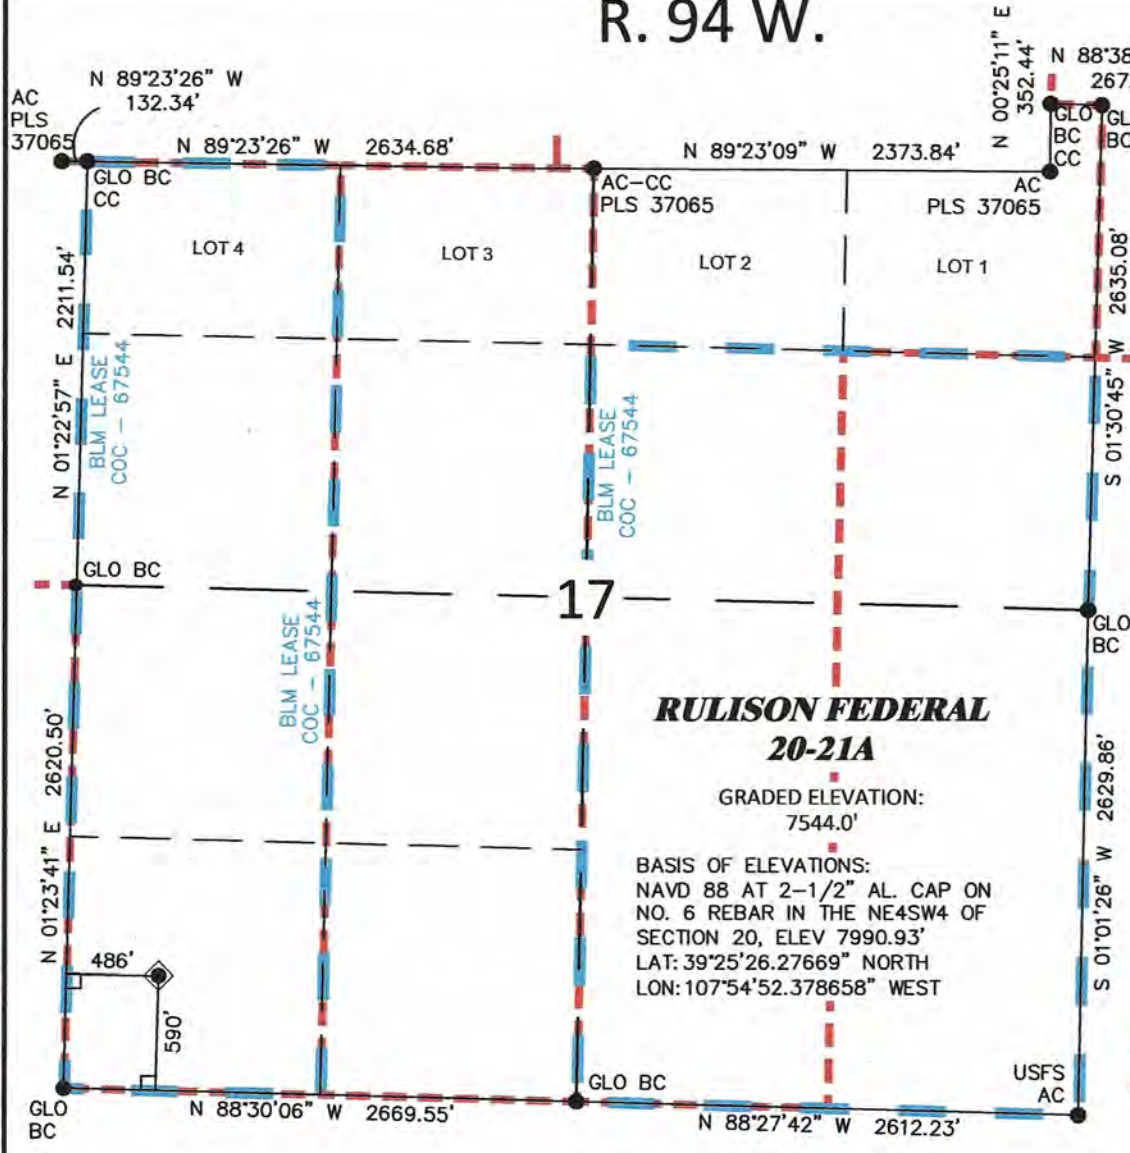 R. 94 W.
N 89°23'26" W
132.34'
AC
PLS
37065
N 89°23'26" W 2634.68'
N 89°23'09" W 2373.84'
N 00°25'11" E
352.44'
N 88°38
267.
GLO BC
CC
AC-CC
PLS 37065
AC
PLS 37065
GLO
BC
CC
GL
BC
LOT 4
LOT 3
LOT 2
LOT 1
N 01°22'57" E 2211.54'
BLM LEASE
COC - 67544
BLM LEASE
COC - 67544
S 01°30'45" W 2635.08'
GLO BC
17
GLO
BC
BLM LEASE
COC - 67544
RULISON FEDERAL
20-21A
GRADED ELEVATION:
7544.0'
BASIS OF ELEVATIONS:
NAVD 88 AT 2-1/2" AL. CAP ON
NO. 6 REBAR IN THE NE4SW4 OF
SECTION 20, ELEV 7990.93'
LAT: 39°25'26.27669" NORTH
LON: 107°54'52.378658" WEST
N 01°23'41" E 2620.50'
S 01°01'26" W 2629.86'
486'
590'
GLO
BC
N 88°30'06" W 2669.55'
GLO BC
N 88°27'42" W 2612.23'
USFS
AC